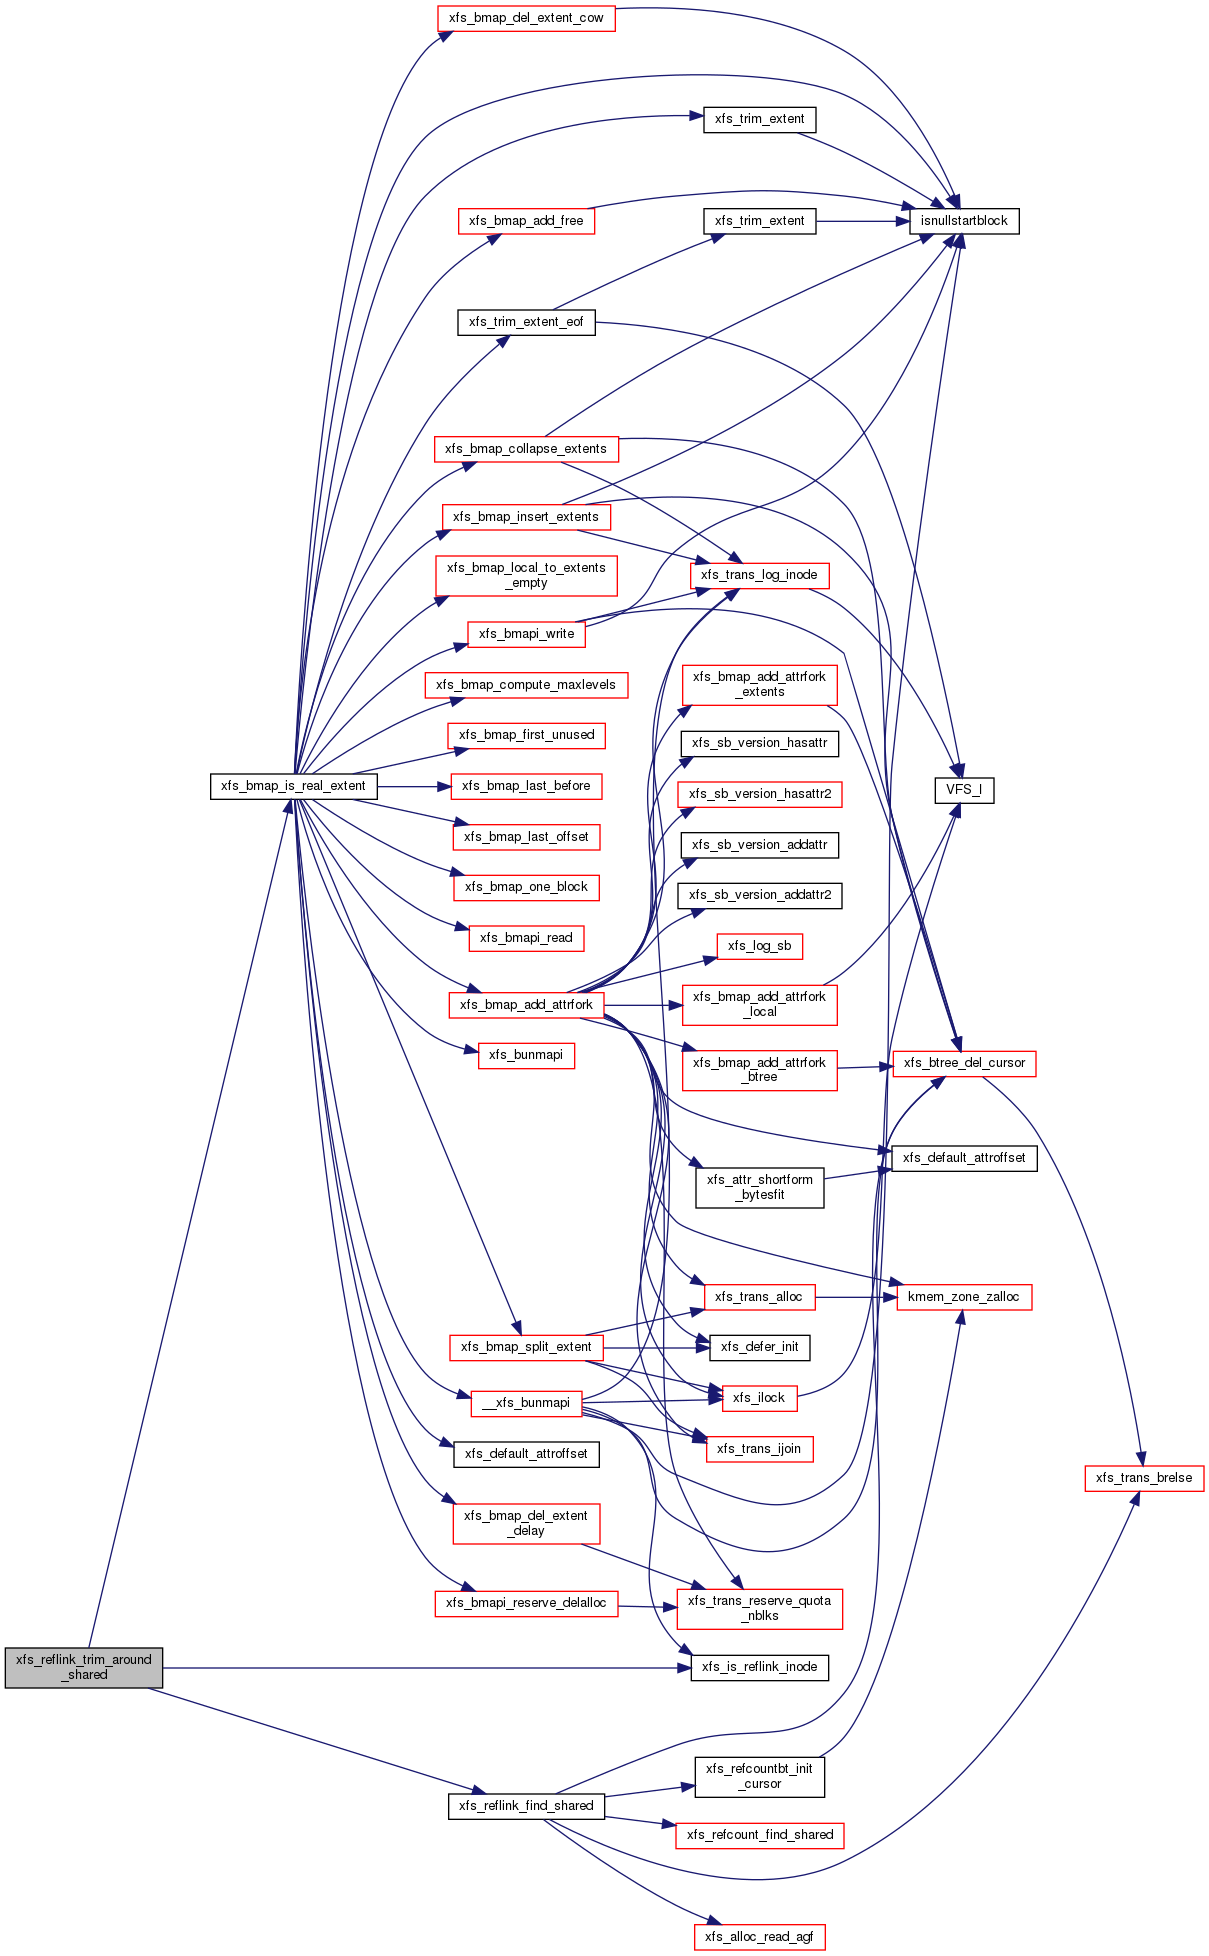 xfs_bmap_del_extent_cow
xfs_trim_extent
xfs_bmap_add_free
xfs_trim_extent
isnullstartblock
xfs_trim_extent_eof
xfs_bmap_collapse_extents
xfs_bmap_insert_extents
xfs_bmap_local_to_extents
_empty
xfs_trans_log_inode
xfs_bmapi_write
xfs_bmap_compute_maxlevels
xfs_bmap_add_attrfork
_extents
xfs_bmap_first_unused
xfs_sb_version_hasattr
xfs_bmap_is_real_extent
xfs_bmap_last_before
xfs_sb_version_hasattr2
VFS_I
xfs_bmap_last_offset
xfs_sb_version_addattr
xfs_bmap_one_block
xfs_sb_version_addattr2
xfs_bmapi_read
xfs_log_sb
xfs_bmap_add_attrfork
xfs_bmap_add_attrfork
_local
xfs_bunmapi
xfs_bmap_add_attrfork
_btree
xfs_btree_del_cursor
xfs_default_attroffset
xfs_attr_shortform
_bytesfit
xfs_trans_alloc
kmem_zone_zalloc
xfs_bmap_split_extent
xfs_defer_init
__xfs_bunmapi
xfs_ilock
xfs_default_attroffset
xfs_trans_ijoin
xfs_trans_brelse
xfs_bmap_del_extent
_delay
xfs_bmapi_reserve_delalloc
xfs_trans_reserve_quota
_nblks
xfs_reflink_trim_around
_shared
xfs_is_reflink_inode
xfs_refcountbt_init
_cursor
xfs_reflink_find_shared
xfs_refcount_find_shared
xfs_alloc_read_agf